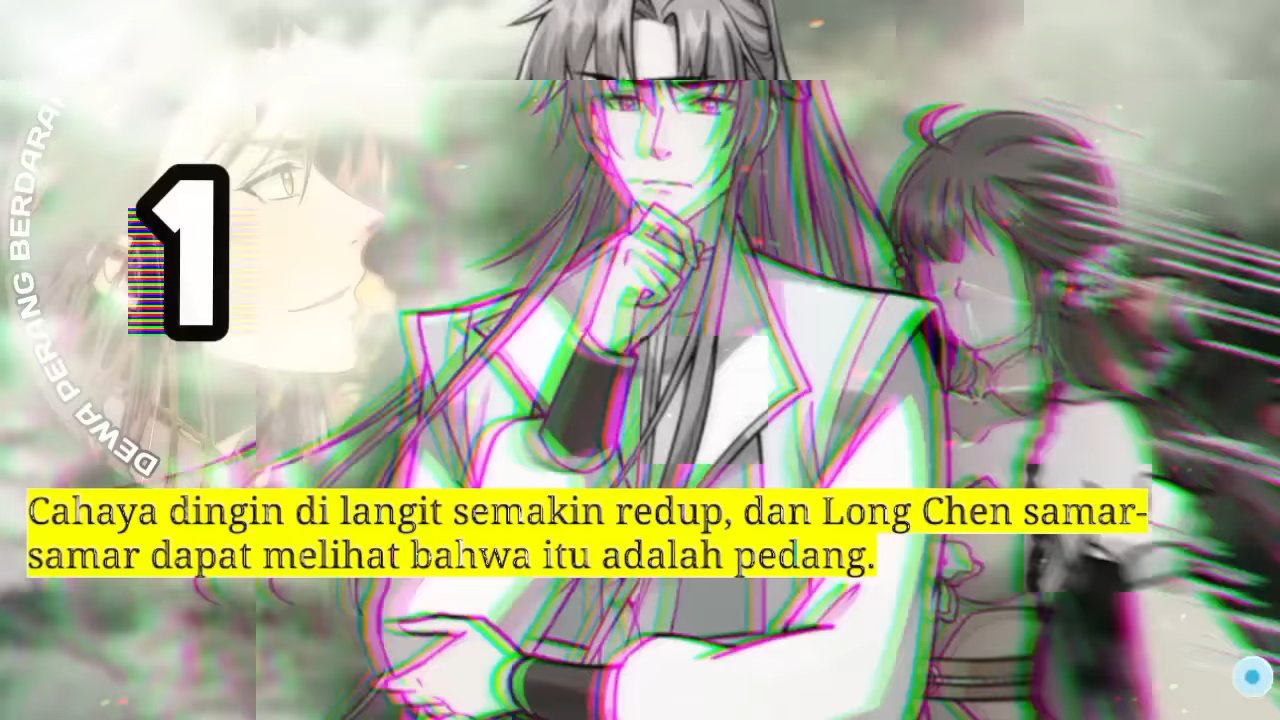 DEWA PERANG BERDARAH
1
Cahaya dingin di langit semakin redup, dan Long Chen samar-
samar dapat melihat bahwa itu adalah pedang.